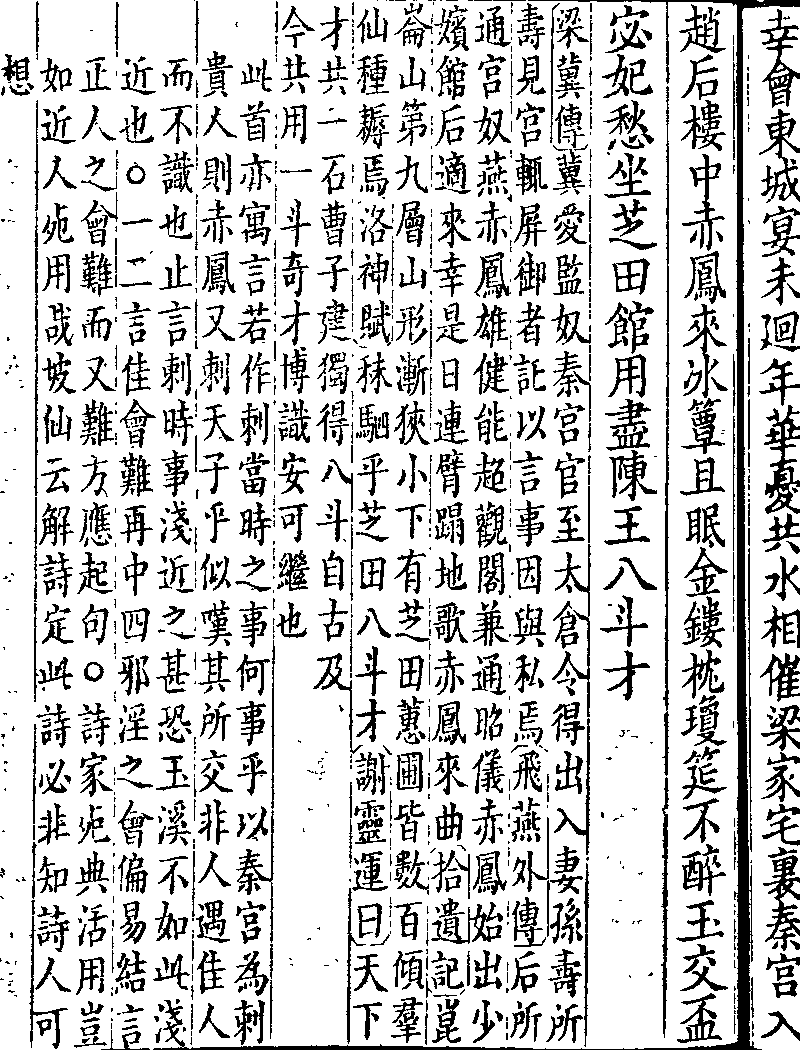 幸會東城宴未迴年華憂共水相催梁家宅裏秦宮入
趙后樓中赤鳳來冰簟且眠金鏤枕瓊筵不醉玉交盃
宓妃愁坐芝田館用盡陳王八斗才
梁冀傳冀愛監奴秦宮官至太倉令得出入妻孫壽所
壽見宮輒屏御者託以言事因與私焉飛燕外傳后所
通宮奴燕赤鳳雄健能超觀閣兼通昭儀赤鳳始出少
嬪館后適來幸是日連臂蹋地歌赤鳳來曲拾遺記崑
崙山第九層山形漸狹小下有芝田蕙圃皆數百傾羣
仙種耨焉洛神賦秣駟乎芝田八斗才謝靈運曰天下
才共一石曹子建獨得八斗自古及
今共用一斗奇才博識安可繼也
此首亦寓言若作刺當時之事何事乎以秦宮為刺
貴人則赤鳳又刺天子乎似嘆其所交非人遇佳人
而不識也止言刺時事淺近之甚恐玉溪不如此淺
近也○一二言佳會難再中四邪淫之會偏易結言
正人之會難而又難方應起句○詩家死典活用豈
如近人死用哉坡仙云解詩定此詩必非知詩人可
想